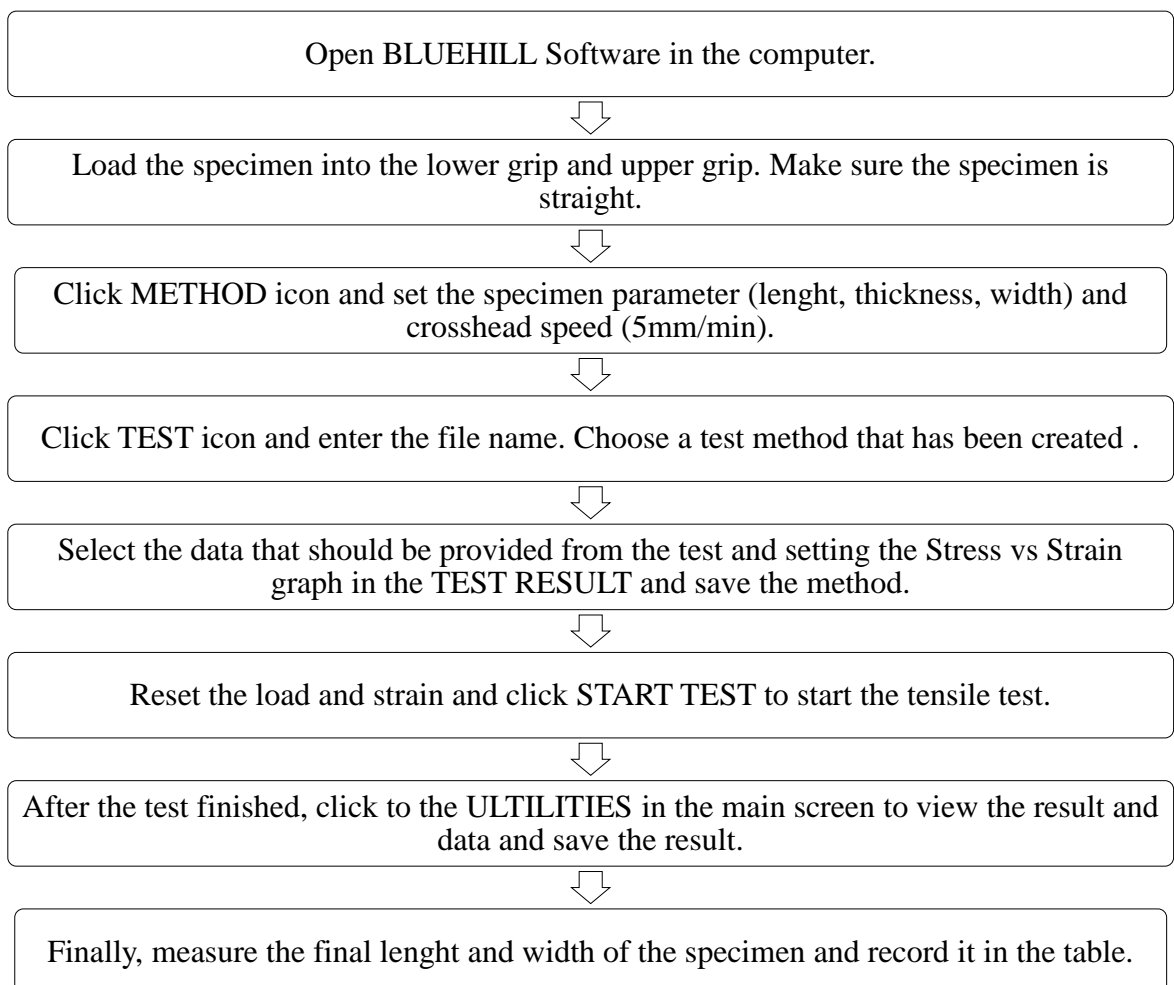 Open BLUEHILL Software in the computer.
Load the specimen into the lower grip and upper grip. Make sure the specimen is
straight.
Click METHOD icon and set the specimen parameter (lenght, thickness, width) and
crosshead speed (5mm/min).
Click TEST icon and enter the file name. Choose a test method that has been created .
Select the data that should be provided from the test and setting the Stress vs Strain
graph in the TEST RESULT and save the method.
Reset the load and strain and click START TEST to start the tensile test.
After the test finished, click to the ULTILITIES in the main screen to view the result and
data and save the result.
Finally, measure the final lenght and width of the specimen and record it in the table.